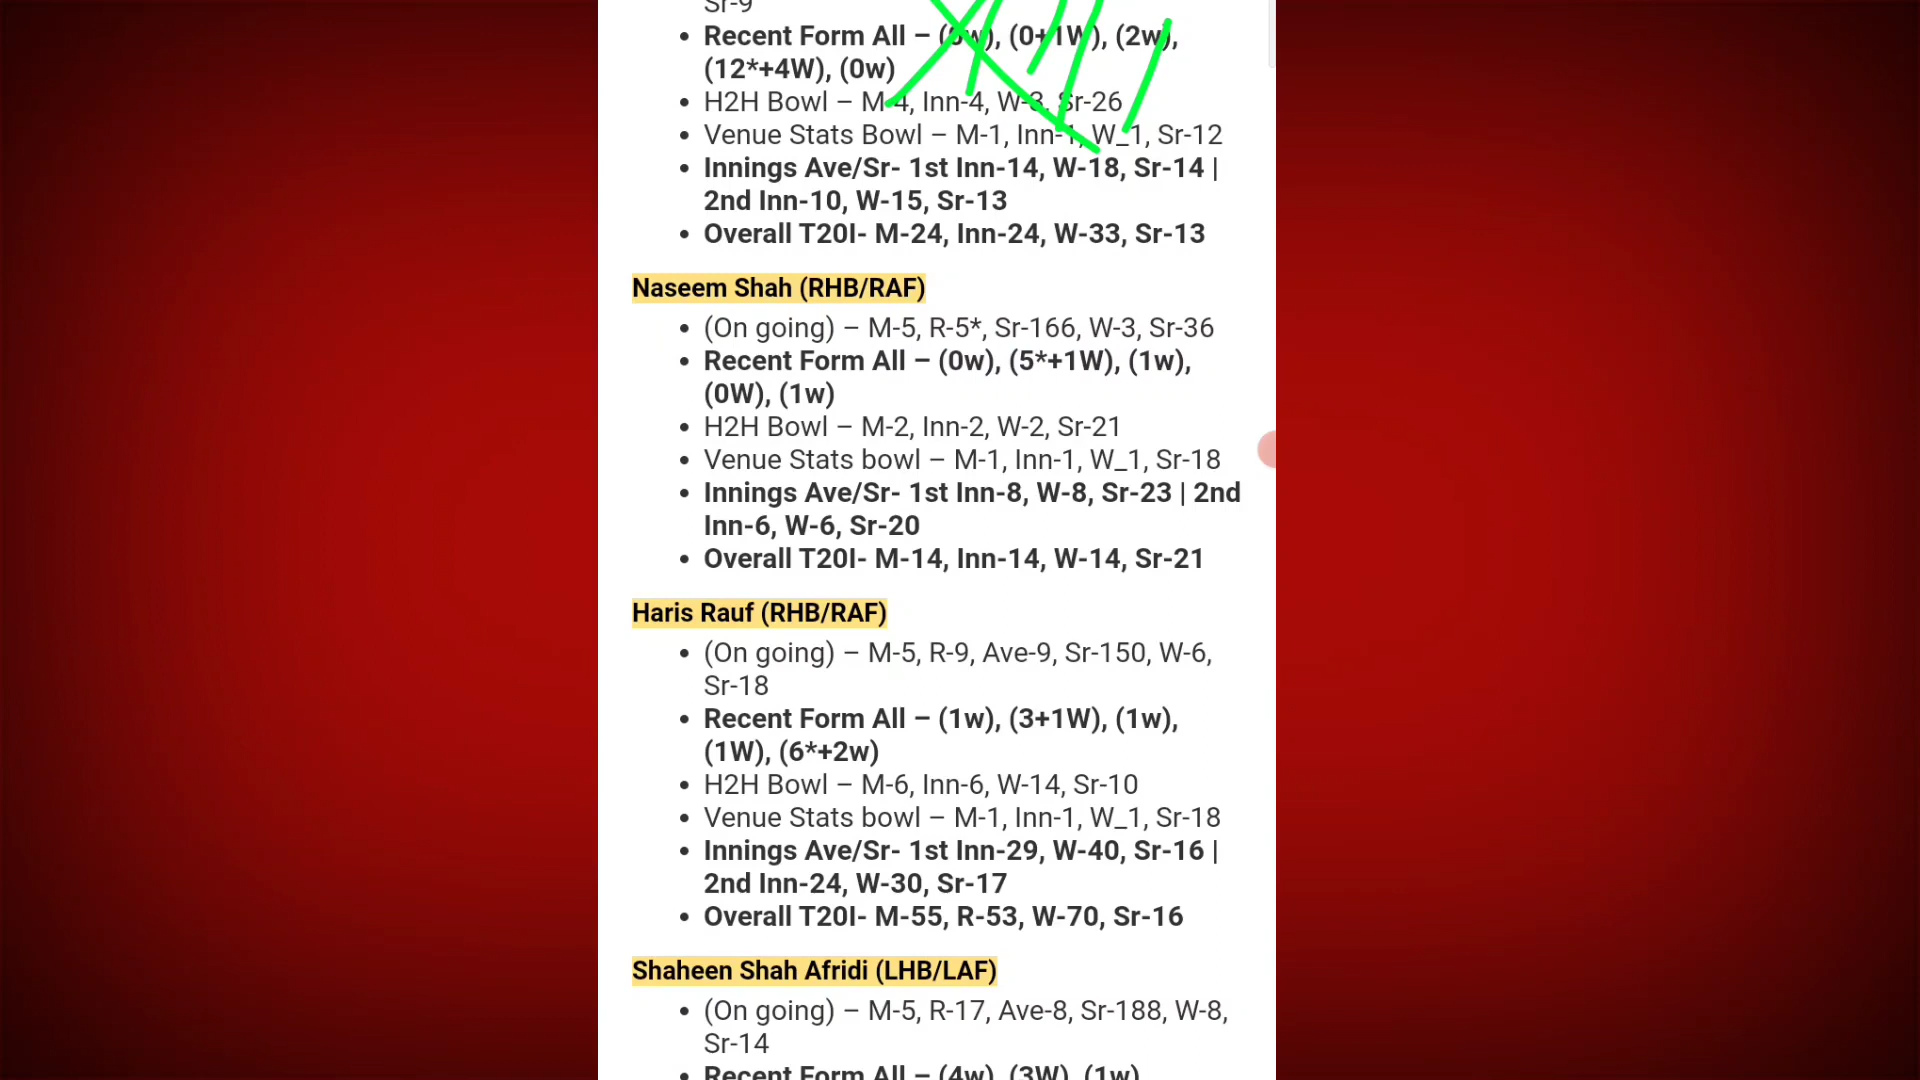 Sr-9
Recent Form All – (0w), (0+1W), (2w),
(12*+4W), (0w)
H2H Bowl – M-4, Inn-4, W-3, Sr-26
Venue Stats Bowl – M-1, Inn-1, W_1, Sr-12
Innings Ave/Sr- 1st Inn-14, W-18, Sr-14 |
2nd Inn-10, W-15, Sr-13
Overall T20I- M-24, Inn-24, W-33, Sr-13
Naseem Shah (RHB/RAF)
(On going) – M-5, R-5*, Sr-166, W-3, Sr-36
Recent Form All – (0w), (5*+1W), (1w),
(0W), (1w)
H2H Bowl – M-2, Inn-2, W-2, Sr-21
Venue Stats bowl – M-1, Inn-1, W_1, Sr-18
Innings Ave/Sr- 1st Inn-8, W-8, Sr-23 | 2nd
Inn-6, W-6, Sr-20
Overall T20I- M-14, Inn-14, W-14, Sr-21
Haris Rauf (RHB/RAF)
(On going) – M-5, R-9, Ave-9, Sr-150, W-6,
Sr-18
Recent Form All – (1w), (3+1W), (1w),
(1W), (6*+2w)
H2H Bowl – M-6, Inn-6, W-14, Sr-10
Venue Stats bowl – M-1, Inn-1, W_1, Sr-18
Innings Ave/Sr- 1st Inn-29, W-40, Sr-16 |
2nd Inn-24, W-30, Sr-17
Overall T20I- M-55, R-53, W-70, Sr-16
Shaheen Shah Afridi (LHB/LAF)
(On going) – M-5, R-17, Ave-8, Sr-188, W-8,
Sr-14
Recent Form All – (4w), (3W), (1w)